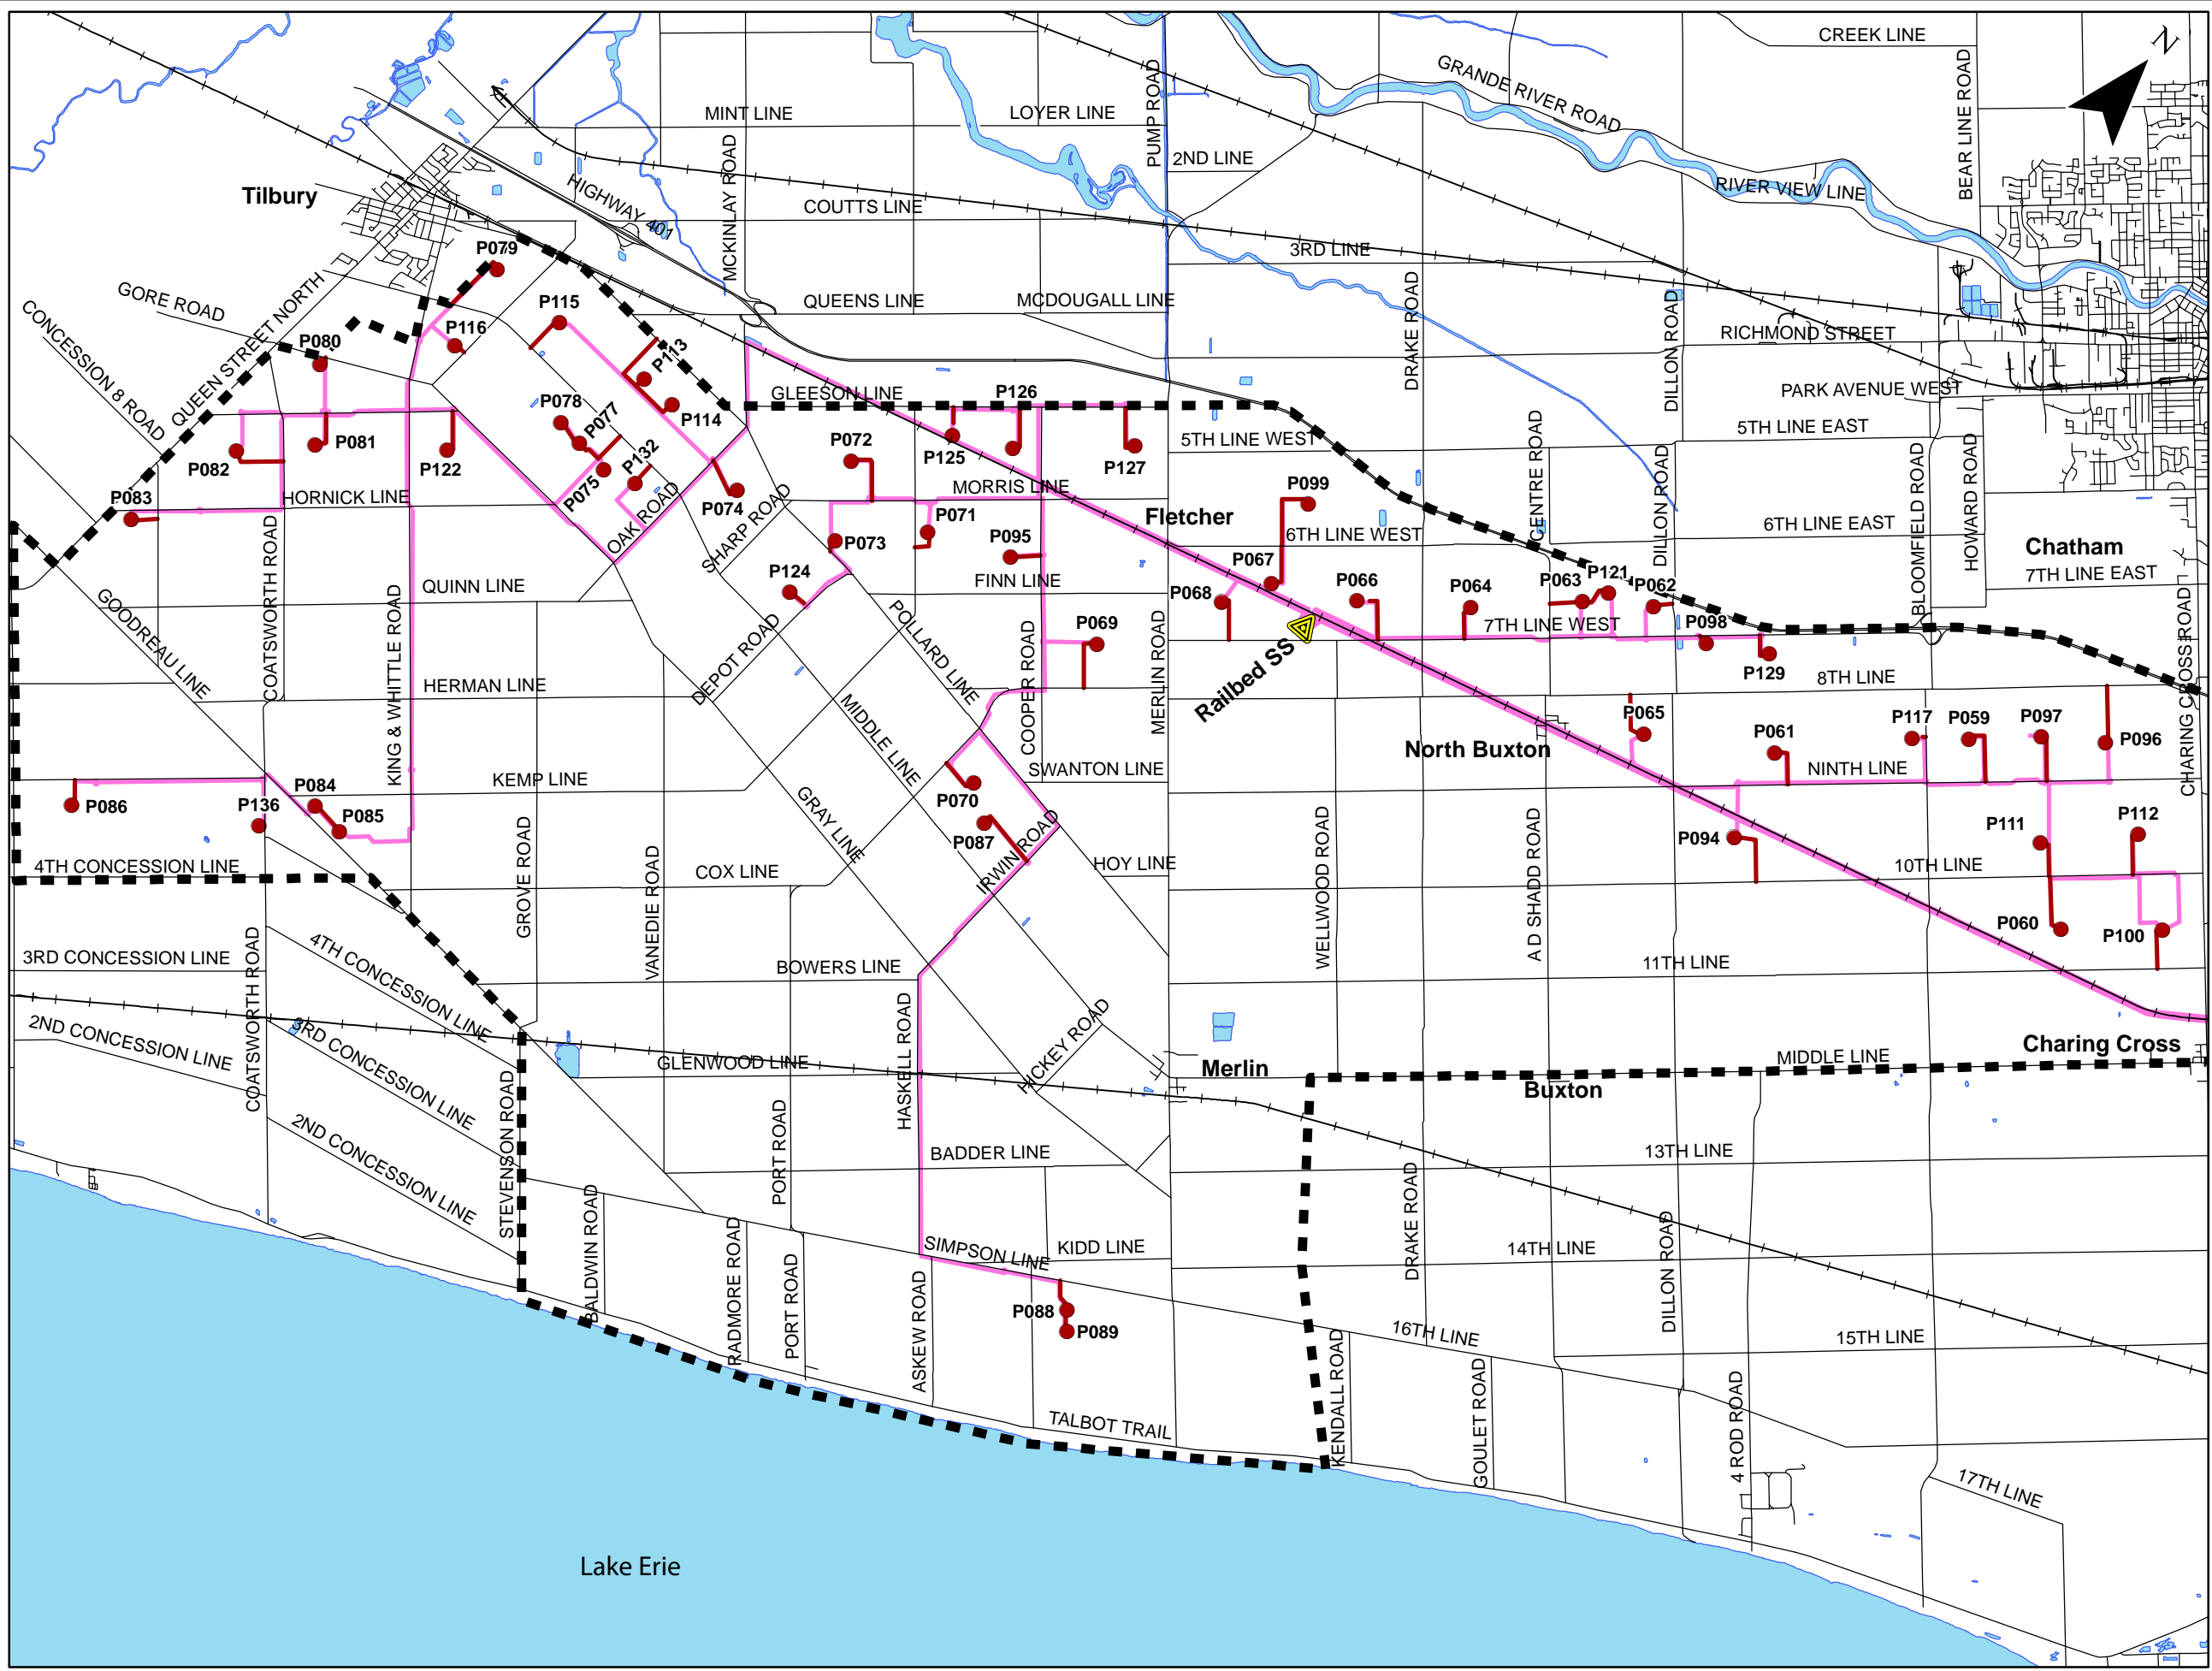 CREEK LINE
N
GRANDE RIVER ROAD
BEAR LINE ROAD
PUMP ROAD
MINT LINE
LOYER LINE
2ND LINE
MCKINLAY ROAD
Tilbury
HIGHWAY 401
COUTTS LINE
RIVER VIEW LINE
3RD LINE
P079
GORE ROAD
CONCESSION 8 ROAD
QUEEN STREET NORTH
P115
QUEENS LINE
MCDOUGALL LINE
DRAKE ROAD
DILLON ROAD
RICHMOND STREET
P116
P080
P113
GLEESON LINE
P126
PARK AVENUE WEST
P078
P077
P114
P081
P082
P122
P132
P072
P125
P127
5TH LINE WEST
CENTRE ROAD
5TH LINE EAST
DILLON ROAD
BLOOMFIELD ROAD
HOWARD ROAD
P083
HORNICK LINE
P075
P074
MORRIS LINE
P099
OAK ROAD
SHARP ROAD
P071
Fletcher
6TH LINE WEST
6TH LINE EAST
P073
P095
P067
Chatham
COATSWORTH ROAD
QUINN LINE
P124
FINN LINE
P068
P066
P064
P063
P121
P062
7TH LINE EAST
GOODREAU LINE
KING & WHITTLE ROAD
DEPOT ROAD
POLLARD LINE
COOPER ROAD
P069
MERLIN ROAD
Railbed SS
7TH LINE WEST
P098
P129
CHARING CROSS ROAD
HERMAN LINE
MIDDLE LINE
8TH LINE
P065
P061
P117
P059
P097
P096
North Buxton
KEMP LINE
SWANTON LINE
NINTH LINE
P086
P136
P084
P085
GRAY LINE
P070
P087
IRWIN ROAD
WELLWOOD ROAD
A D SHADD ROAD
P094
P111
P112
4TH CONCESSION LINE
GROVE ROAD
VANEDIE ROAD
COX LINE
HOY LINE
10TH LINE
P060
P100
3RD CONCESSION LINE
COATSWORTH ROAD
4TH CONCESSION LINE
BOWERS LINE
11TH LINE
2ND CONCESSION LINE
3RD CONCESSION LINE
HASKELL ROAD
HICKEY ROAD
GLENWOOD LINE
Merlin
MIDDLE LINE
Charing Cross
Buxton
2ND CONCESSION LINE
STEVENSON ROAD
PORT ROAD
BADDER LINE
13TH LINE
BALDWIN ROAD
RADMORE ROAD
PORT ROAD
SIMPSON LINE
KIDD LINE
DRAKE ROAD
14TH LINE
DILLON ROAD
ASKEW ROAD
P088
P089
16TH LINE
15TH LINE
KENDALL ROAD
GOULET ROAD
4 ROD ROAD
TALBOT TRAIL
17TH LINE
Lake Erie